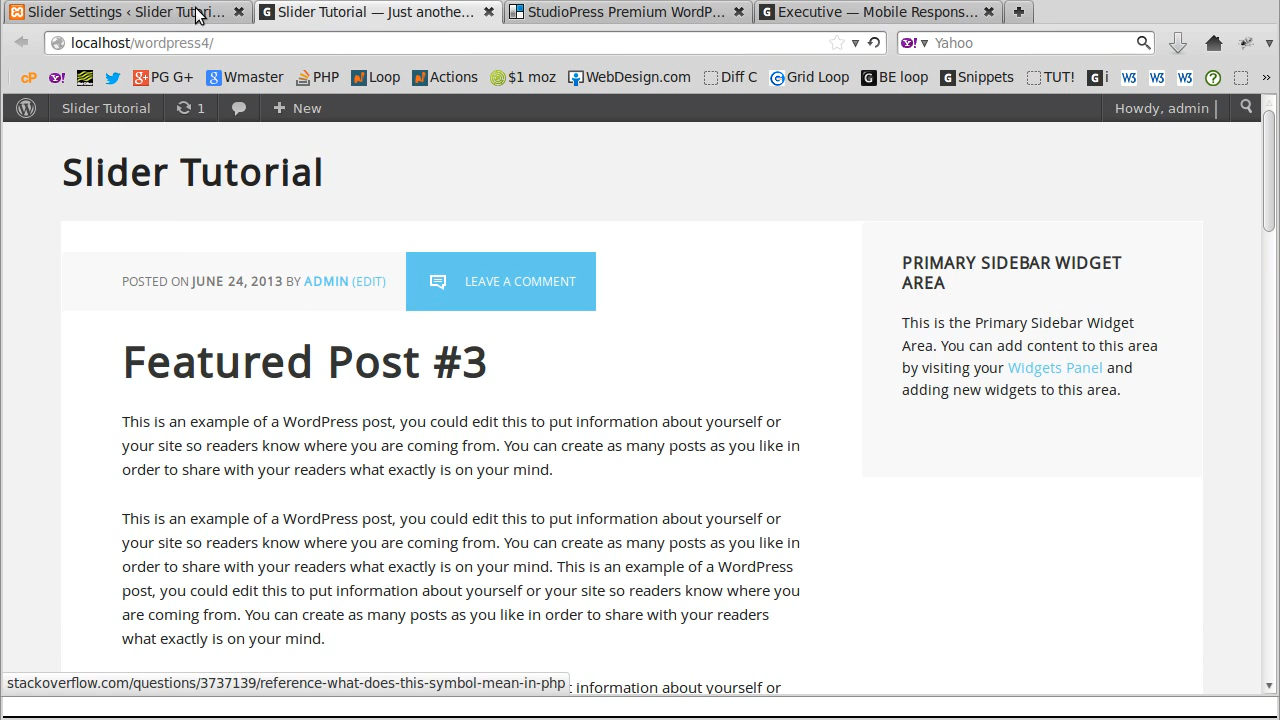 Slider Settings ‹ Slider Tutori...
Slider Tutorial — Just anothe...
StudioPress Premium WordP...
Executive — Mobile Respons...
localhost/wordpress4/
Yahoo
cP
PG G+
Wmaster
PHP
Loop
Actions
$1 moz
WebDesign.com
Diff C
Grid Loop
BE loop
Snippets
TUT!
i
W3
W3
W3
»
Slider Tutorial
1
New
Howdy, admin
Slider Tutorial
POSTED ON JUNE 24, 2013 BY ADMIN (EDIT)
LEAVE A COMMENT
Featured Post #3
This is an example of a WordPress post, you could edit this to put information about yourself or
your site so readers know where you are coming from. You can create as many posts as you like in
order to share with your readers what exactly is on your mind.
This is an example of a WordPress post, you could edit this to put information about yourself or
your site so readers know where you are coming from. You can create as many posts as you like in
order to share with your readers what exactly is on your mind. This is an example of a WordPress
post, you could edit this to put information about yourself or your site so readers know where you
are coming from. You can create as many posts as you like in order to share with your readers
what exactly is on your mind.
t information about yourself or
PRIMARY SIDEBAR WIDGET
AREA
This is the Primary Sidebar Widget
Area. You can add content to this area
by visiting your Widgets Panel and
adding new widgets to this area.
stackoverflow.com/questions/3737139/reference-what-does-this-symbol-mean-in-php